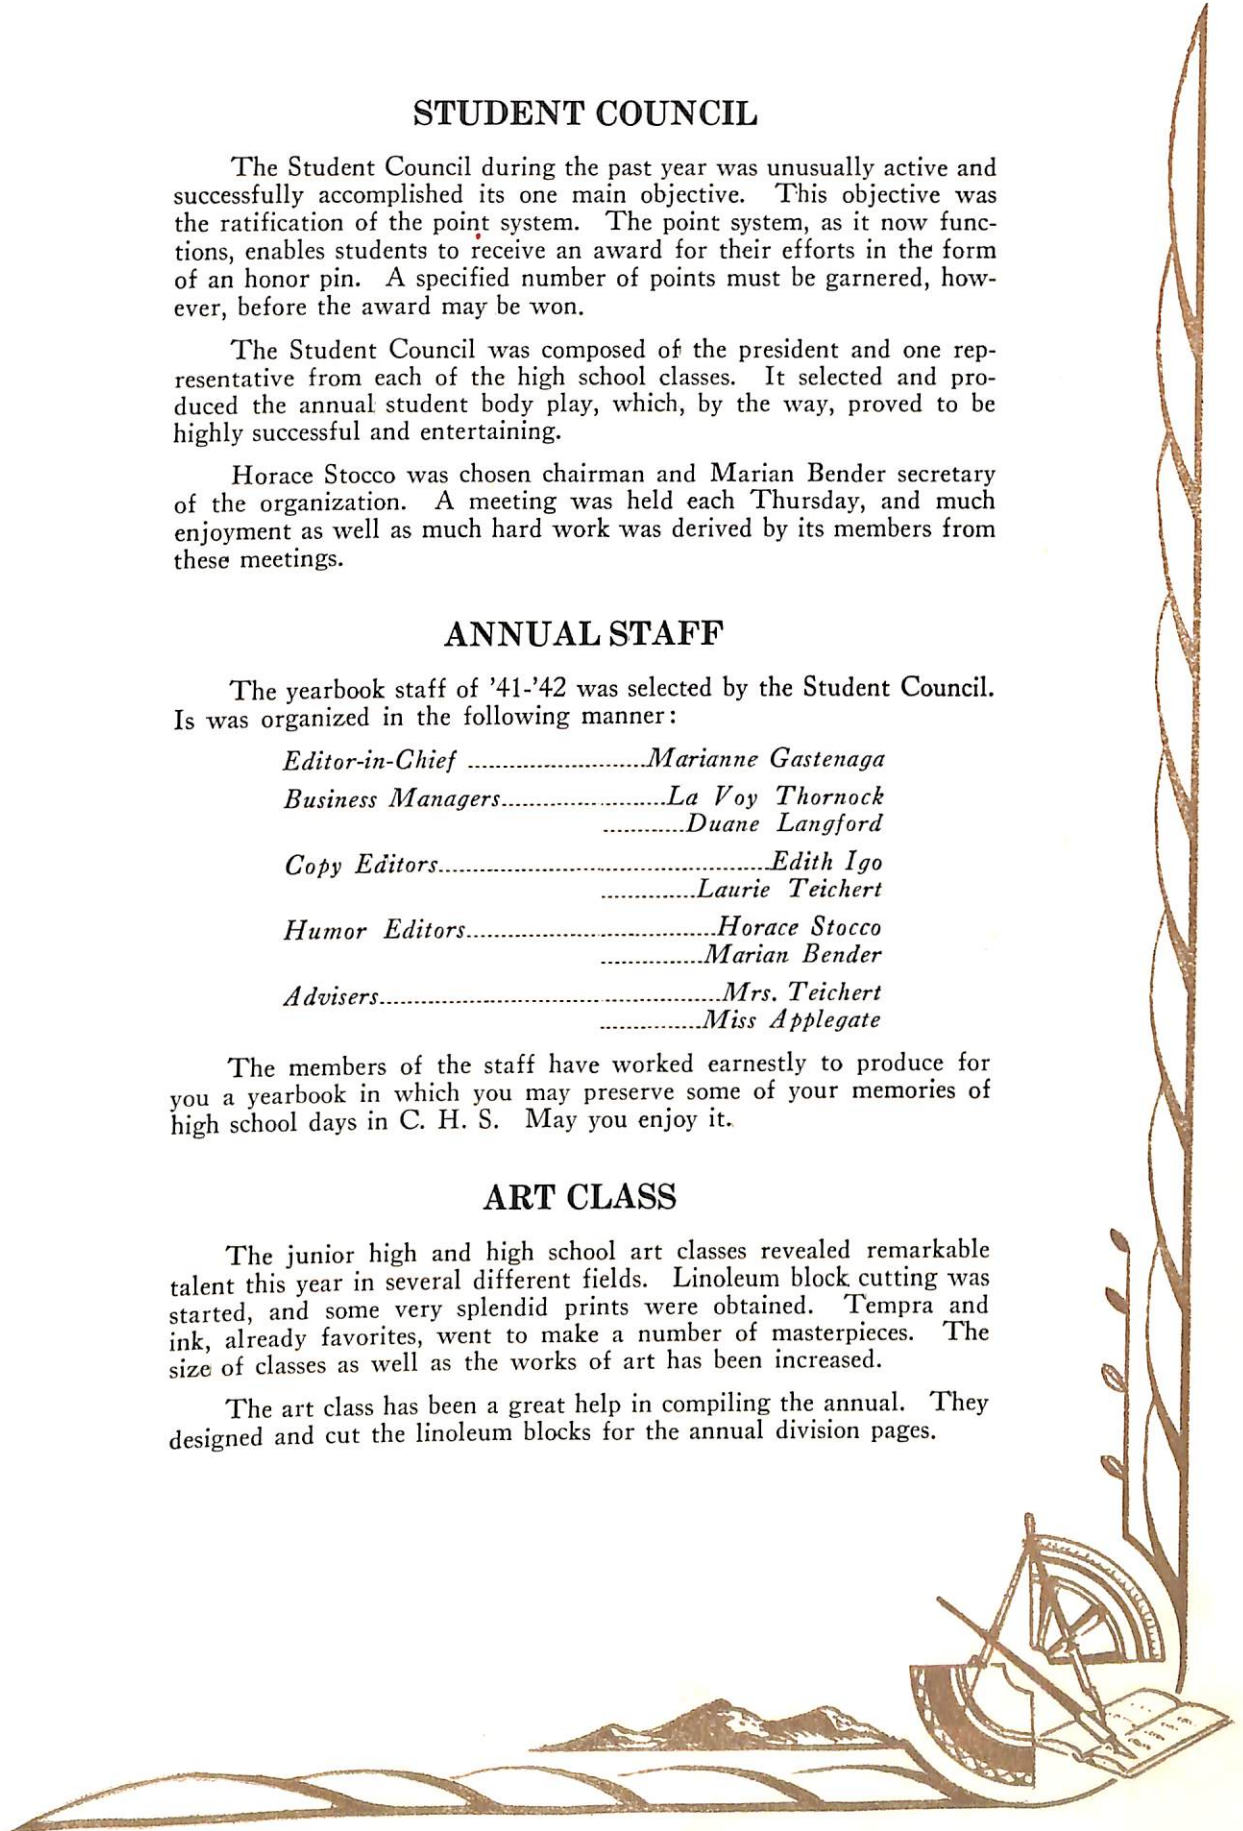 STUDENT COUNCIL
The Student Council during the past year was unusually active and
successfully accomplished its one main objective. This objective was
the ratification of the point system. The point system, as it now func-
tions, enables students to receive an award for their efforts in the form
of an honor pin. A specified number of points must be garnered, how-
ever, before the award may be won.
The Student Council was composed of the president and one rep-
resentative from each of the high school classes. It selected and pro-
duced the annual student body play, which, by the way, proved to be
highly successful and entertaining.
Horace Stocco was chosen chairman and Marian Bender secretary
of the organization. A meeting was held each Thursday, and much
enjoyment as well as much hard work was derived by its members from
these meetings.
ANNUAL STAFF
The yearbook staff of '41-'42 was selected by the Student Council.
Is was organized in the following manner:
Editor-in-Chief ..........................Marianne Gastenaga
Business Managers........................La Voy Thornock
............Duane Langford
Copy Editors................................................Edith Igo
..............Laurie Teichert
Humor Editors....................................Horace Stocco
...............Marian Bender
Advisers.................................................Mrs. Teichert
...............Miss Applegate
The members of the staff have worked earnestly to produce for
you a yearbook in which you may preserve some of your memories of
high school days in C. H. S. May you enjoy it.
ART CLASS
The junior high and high school art classes revealed remarkable
talent this year in several different fields. Linoleum block cutting was
started, and some very splendid prints were obtained. Tempra and
ink, already favorites, went to make a number of masterpieces. The
size of classes as well as the works of art has been increased.
The art class has been a great help in compiling the annual. They
designed and cut the linoleum blocks for the annual division pages.